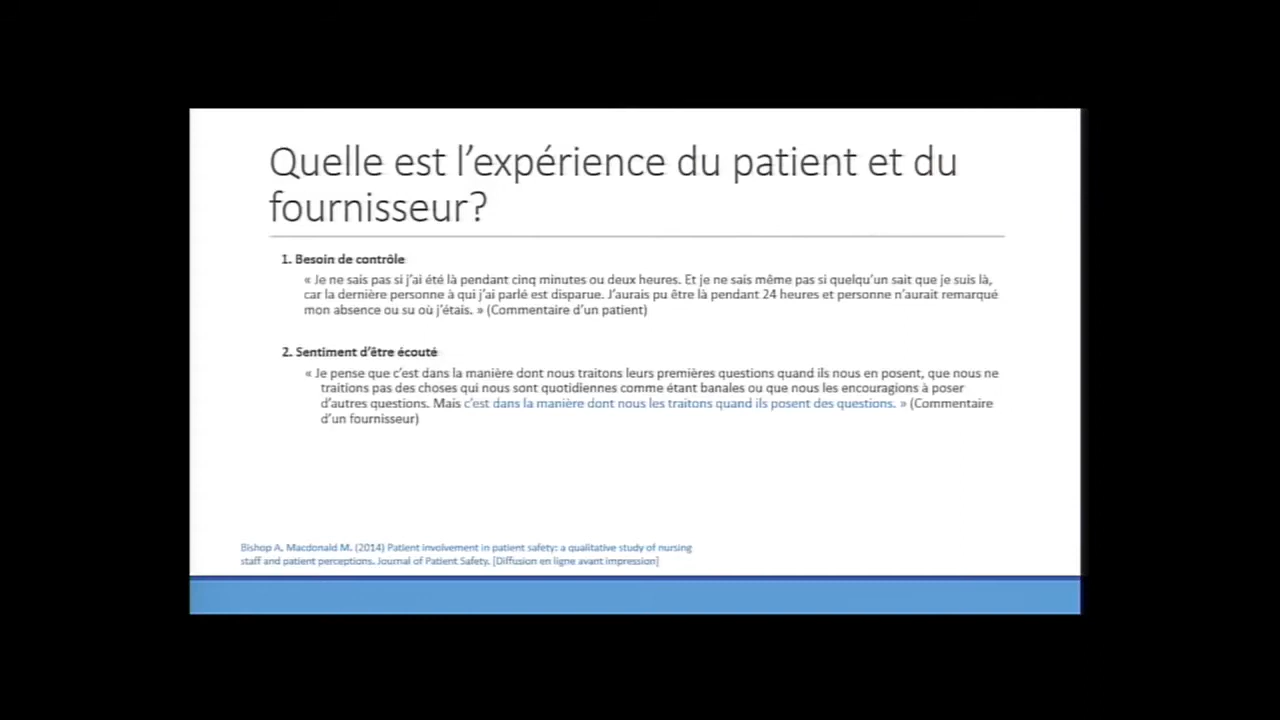 Quelle est l'expérience du patient et du
fournisseur?
1. Besoin de contrôle
« Je ne sais pas si j'ai été là pendant cinq minutes ou deux heures. Et je ne sais même pas si quelqu'un sait que je suis là,
car la dernière personne à qui j'ai parlé est disparue. J'aurais pu être là pendant 24 heures et personne n'aurait remarqué
mon absence ou su où j'étais. » (Commentaire d'un patient)
2. Sentiment d'être écouté
« Je pense que c'est dans la manière dont nous traitons leurs premières questions quand ils nous en posent, que nous ne
traitions pas des choses qui nous sont quotidiennes comme étant banales ou que nous les encouragions à poser
d'autres questions. Mais c'est dans la manière dont nous les traitons quand ils posent des questions. » (Commentaire
d'un fournisseur)
Bishop A, Macdonald M. (2014) Patient involvement in patient safety: a qualitative study of nursing
staff and patient perceptions. Journal of Patient Safety. [Diffusion en ligne avant impression]